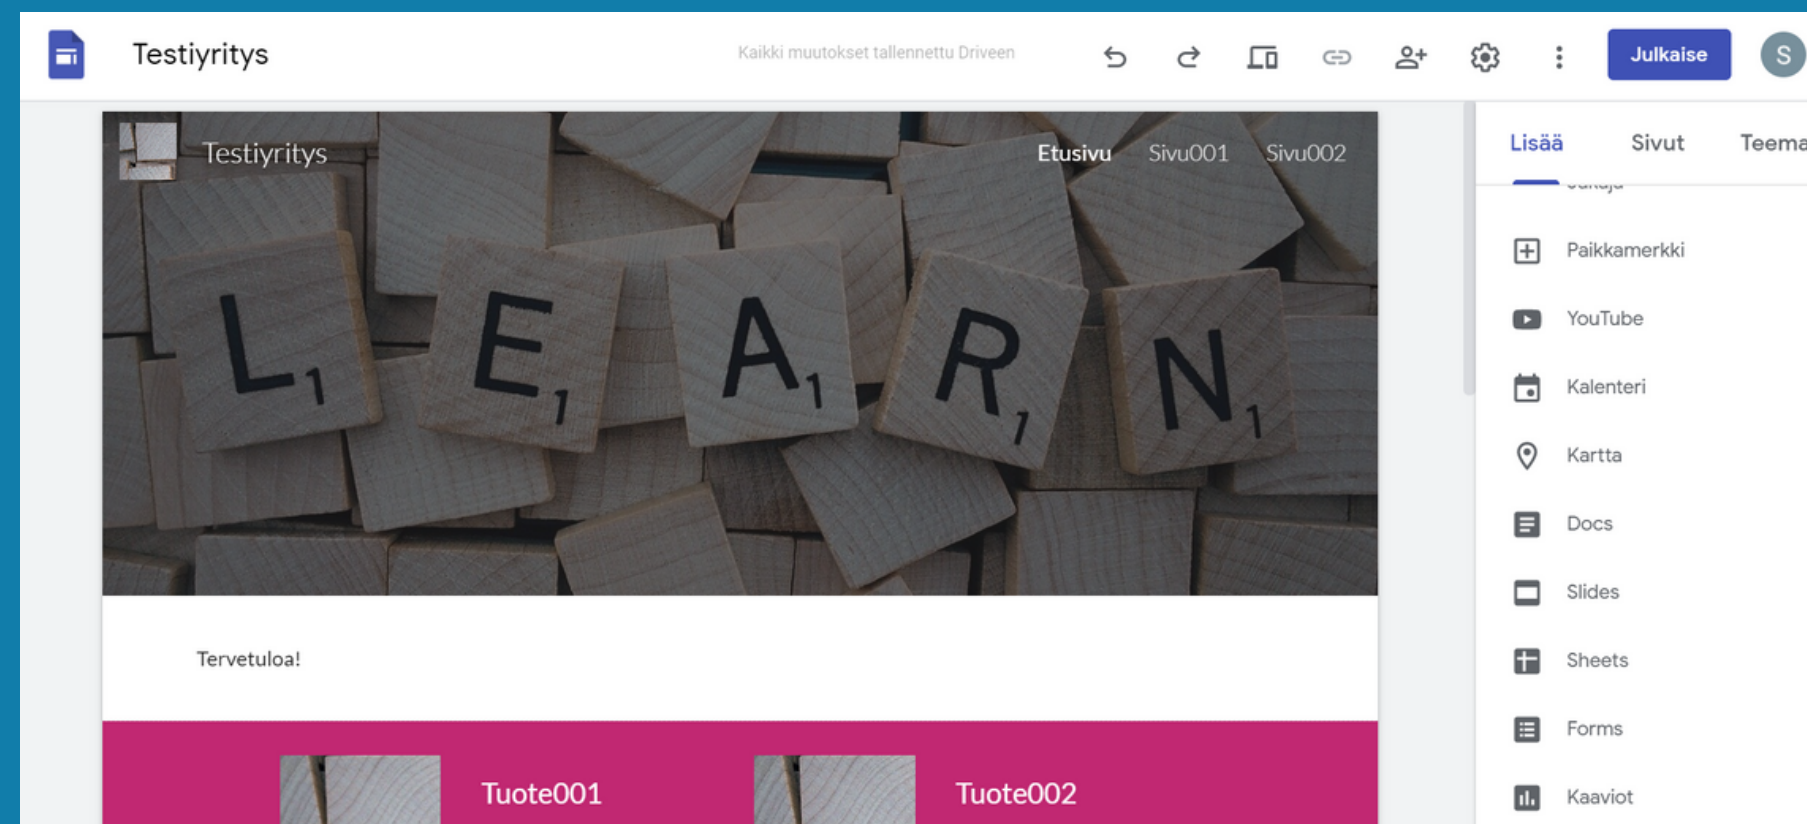 Testiyritys
Kaikki muutokset tallennettu Driveen
Julkaise
S
Testiyritys
Etusivu Sivu001 Sivu002
L1 E1 A1 R1 N1
Tervetuloa!
Tuote001 Tuote002
Lisää Sivut Teema
Paikkamerkki
YouTube
Kalenteri
Kartta
Docs
Slides
Sheets
Forms
Kaaviot